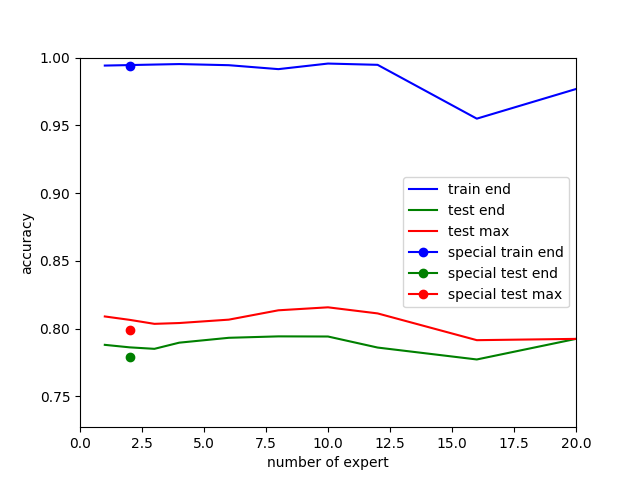 1.00
0.95
0.90
0.85
0.80
0.75
accuracy
train end
test end
test max
special train end
special test end
special test max
0.0 2.5 5.0 7.5 10.0 12.5 15.0 17.5 20.0
number of expert